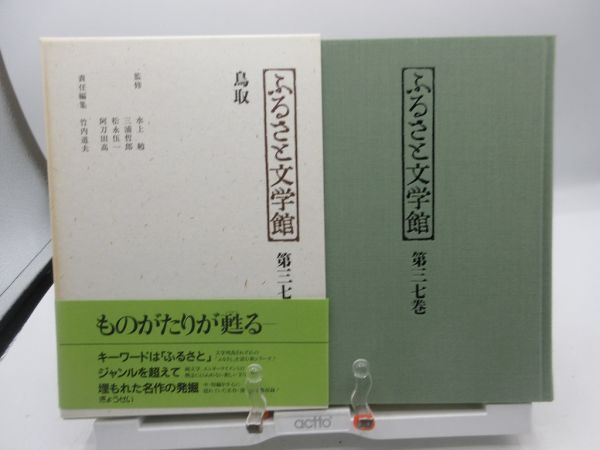 ふるさと文学館
第三七
鳥取
監修
水上 勉
三浦哲郎
松永伍一
阿刀田高
責任編集 竹内道夫
ものがたりが甦る―
キーワードは「ふるさと」
ジャンルを超えて
埋もれた名作の発掘
ぎょうせい
ふるさと文学館
第三七巻
actto